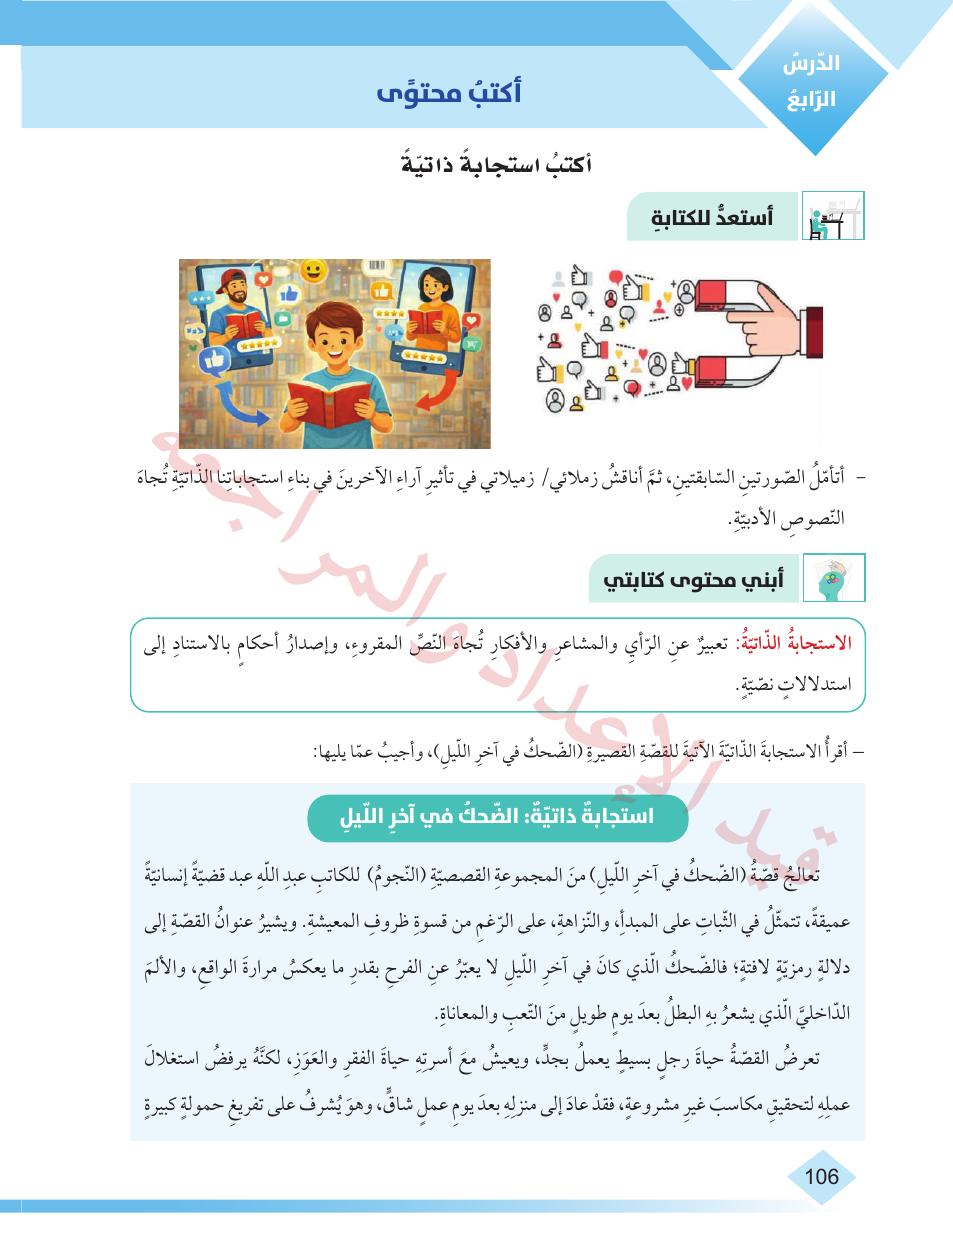 الدّرسُ
الرّابعُ
أكتبُ محتوًى
أكتبُ استجابةً ذاتيّةً
أستعدُّ للكتابةِ
– أتأمّلُ الصّورتينِ السّابقتينِ، ثمَّ أناقشُ زملائي/ زميلاتي في تأثيرِ آراءِ الآخرينَ في بناءِ استجاباتِنا الذّاتيّةِ تُجاهَ
النّصوصِ الأدبيّةِ.
أبني محتوى كتابتي
الاستجابةُ الذّاتيّةُ: تعبيرٌ عنِ الرّأيِ والمشاعرِ والأفكارِ تُجاهَ النّصِّ المقروءِ، وإصدارُ أحكامٍ بالاستنادِ إلى
استدلالاتٍ نصّيّةٍ.
– أقرأُ الاستجابةَ الذّاتيّةَ الآتيةَ للقصّةِ القصيرةِ (الضّحكُ في آخرِ اللّيلِ)، وأجيبُ عمّا يليها:
استجابةٌ ذاتيّةٌ: الضّحكُ في آخرِ اللّيلِ
تعالجُ قصّةُ (الضّحكُ في آخرِ اللّيلِ) منَ المجموعةِ القصصيّةِ (النّجومُ) للكاتبِ عبدِ اللّهِ عبد قضيّةً إنسانيّةً
عميقةً، تتمثّلُ في الثّباتِ على المبدأِ، والنّزاهةِ، على الرّغمِ من قسوةِ ظروفِ المعيشةِ. ويشيرُ عنوانُ القصّةِ إلى
دلالةٍ رمزيّةٍ لافتةٍ؛ فالضّحكُ الّذي كانَ في آخرِ اللّيلِ لا يعبّرُ عنِ الفرحِ بقدرِ ما يعكسُ مرارةَ الواقعِ، والألمَ
الدّاخليَّ الّذي يشعرُ بهِ البطلُ بعدَ يومٍ طويلٍ منَ التّعبِ والمعاناةِ.
تعرضُ القصّةُ حياةَ رجلٍ بسيطٍ يعملُ بجدٍّ، ويعيشُ معَ أسرتِهِ حياةَ الفقرِ والعَوَزِ، لكنَّهُ يرفضُ استغلالَ
عملِهِ لتحقيقِ مكاسبَ غيرِ مشروعةٍ، فقدْ عادَ إلى منزلِهِ بعدَ يومِ عملٍ شاقٍّ، وهوَ يُشرفُ على تفريغِ حمولةٍ كبيرةٍ
قيد الاعداد والمراجعه
106